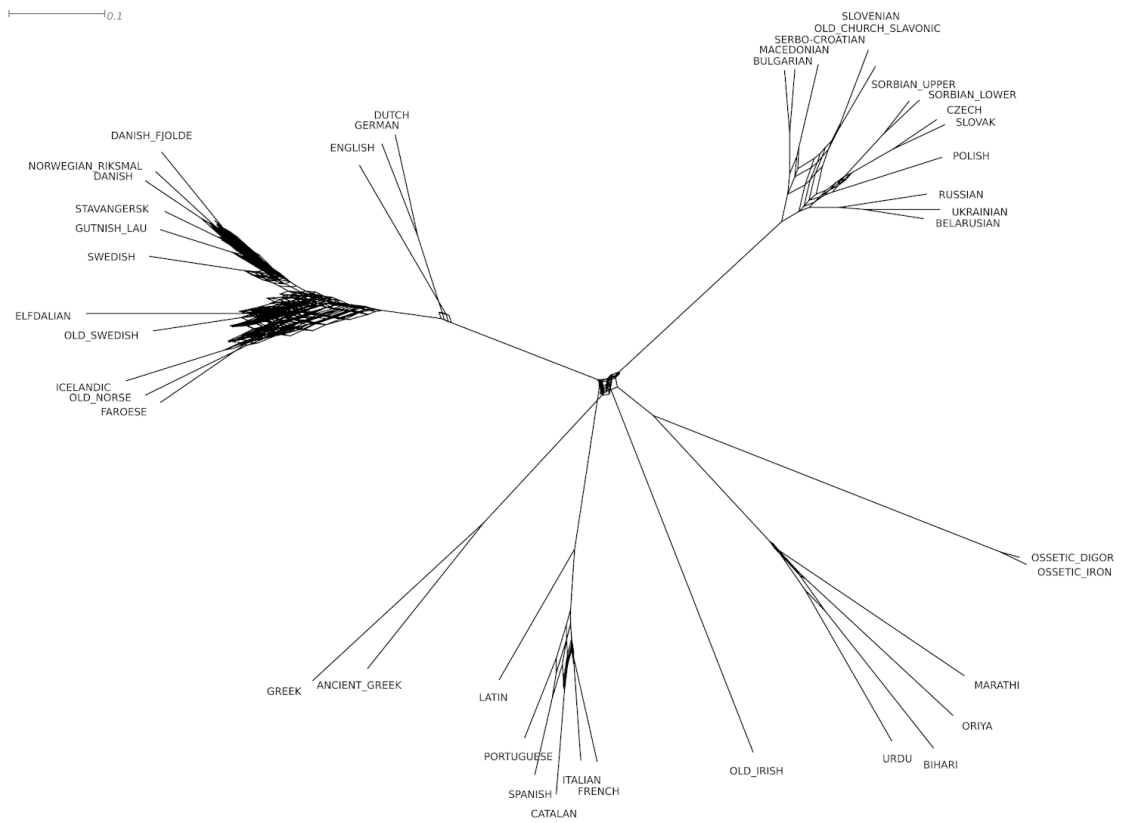 0.1
SLOVENIAN
OLD_CHURCH_SLAVONIC
SERBO-CROATIAN
MACEDONIAN
BULGARIAN
SORBIAN_UPPER
SORBIAN_LOWER
CZECH
SLOVAK
POLISH
RUSSIAN
UKRAINIAN
BELARUSIAN
DUTCH
GERMAN
ENGLISH
DANISH_FJOLDE
NORWEGIAN_RIKSMAL
DANISH
STAVANGERSK
GUTNISH_LAU
SWEDISH
ELFDALIAN
OLD_SWEDISH
ICELANDIC
OLD_NORSE
FAROESE
OSSETIC_DIGOR
OSSETIC_IRON
GREEK
ANCIENT_GREEK
LATIN
PORTUGUESE
SPANISH
CATALAN
ITALIAN
FRENCH
OLD_IRISH
MARATHI
ORIYA
URDU
BIHARI